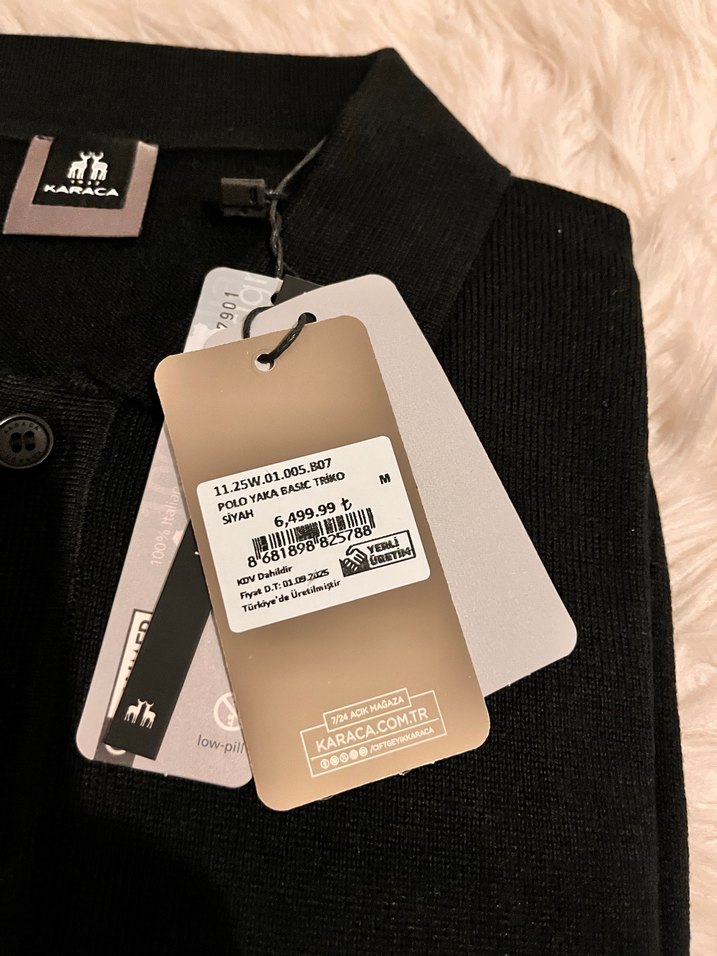 1917
KARACA
7901
11.25W.01.005.B07
POLO YAKA BASIC TRİKO M
SİYAH
6,499.99 ₺
8 681898 825788
YERLİ
ÜRETİM
KDV Dahildir
Fiyat D.T: 01.09.2025
Türkiye'de Üretilmiştir
7/24 AÇIK MAĞAZA
KARACA.COM.TR
/CIFTGEYIKKARACA
100% Italian
low-pill